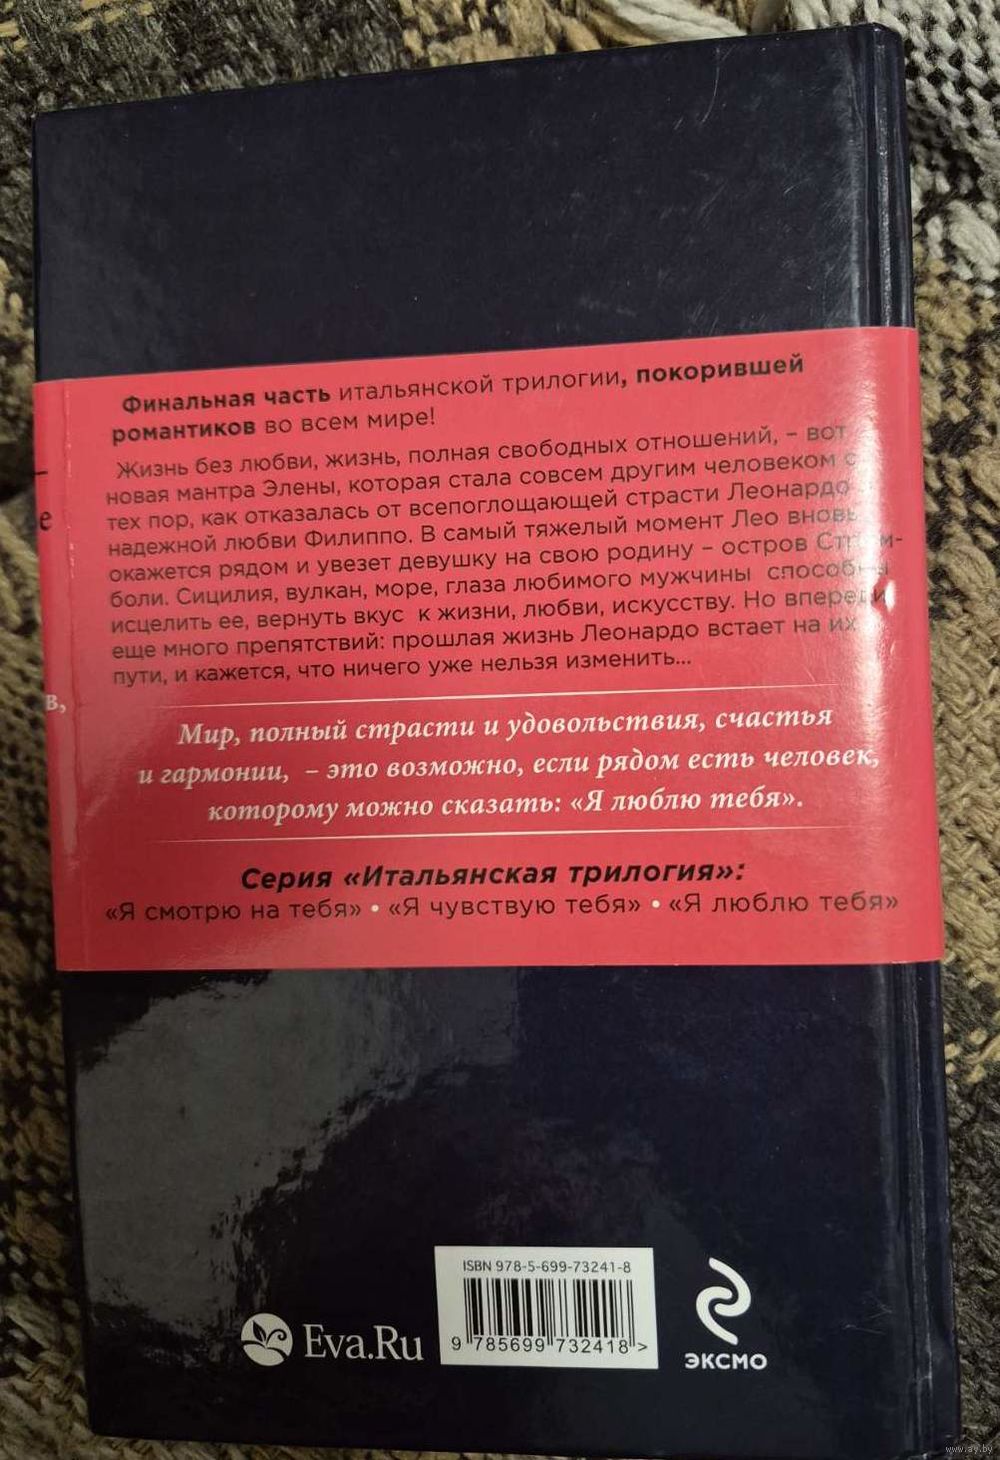 Финальная часть итальянской трилогии, покорившей
романтиков во всем мире!
Жизнь без любви, жизнь, полная свободных отношений, – вот
новая мантра Элены, которая стала совсем другим человеком с
тех пор, как отказалась от всепоглощающей страсти Леонардо
надежной любви Филиппо. В самый тяжелый момент Лео вновь
окажется рядом и увезет девушку на свою родину – остров
боли. Сицилия, вулкан, море, глаза любимого мужчины способны
исцелить ее, вернуть вкус к жизни, любви, искусству. Но впереди
еще много препятствий: прошлая жизнь Леонардо встает на их
пути, и кажется, что ничего уже нельзя изменить...
Мир, полный страсти и удовольствия, счастья
и гармонии, – это возможно, если рядом есть человек,
которому можно сказать: «Я люблю тебя».
Серия «Итальянская трилогия»:
«Я смотрю на тебя» • «Я чувствую тебя» • «Я люблю тебя»
е
в,
ISBN 978-5-699-73241-8
9 785699 732418 >
Eva.Ru
ЭКСМО
www.ay.by